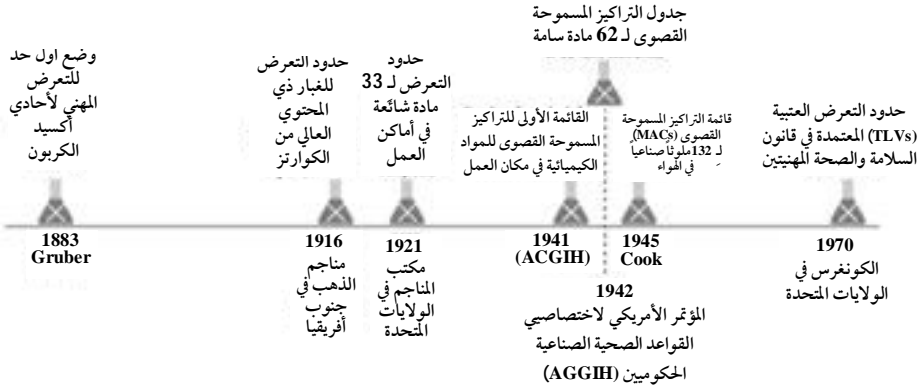 جدول التراكيز المسموحة
القصوى لـ 62 مادة سامة
وضع اول حد
للتعرض
المهني لأحادي
أكسيد
الكربون
حدود التعرض
للغبار ذي
المحتوي
العالي من
الكوارتز
حدود
التعرض لـ 33
مادة شائعة
في أماكن
العمل
القائمة الأولى للتراكيز
المسموحة القصوى للمواد
الكيميائية في مكان العمل
قائمة التراكيز المسموحة
القصوى (MACs)
لـ 132ملوثاً صناعياً
في الهواء
حدود التعرض العتبية
(TLVs) المعتمدة في قانون
السلامة والصحة المهنيتين
1883
Gruber
1916
مناجم
الذهب في
جنوب
أفريقيا
1921
مكتب
المناجم في
الولايات
المتحدة
1941
(ACGIH)
1942
المؤتمر الأمريكي لاختصاصيي
القواعد الصحية الصناعية
الحكوميين (AGGIH)
1945
Cook
1970
الكونغرس في
الولايات المتحدة